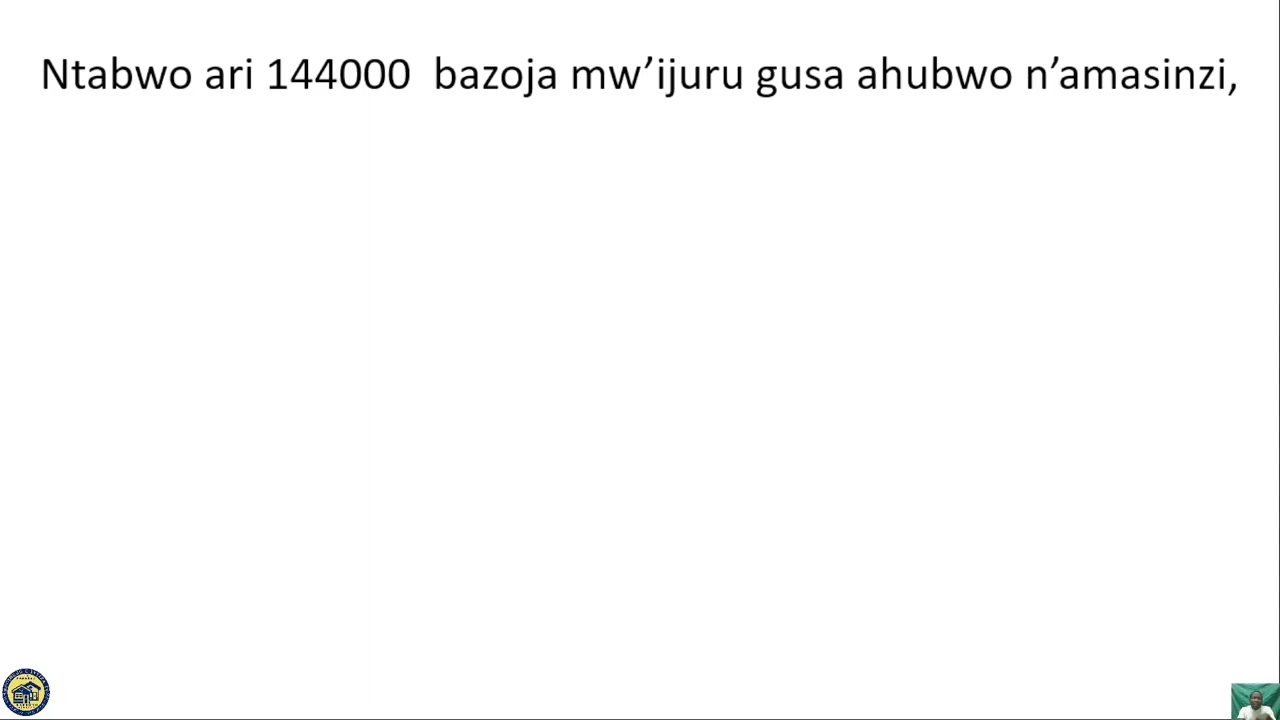 Ntabwo ari 144000 bazoja mw’ijuru gusa ahubwo n’amasinzi,